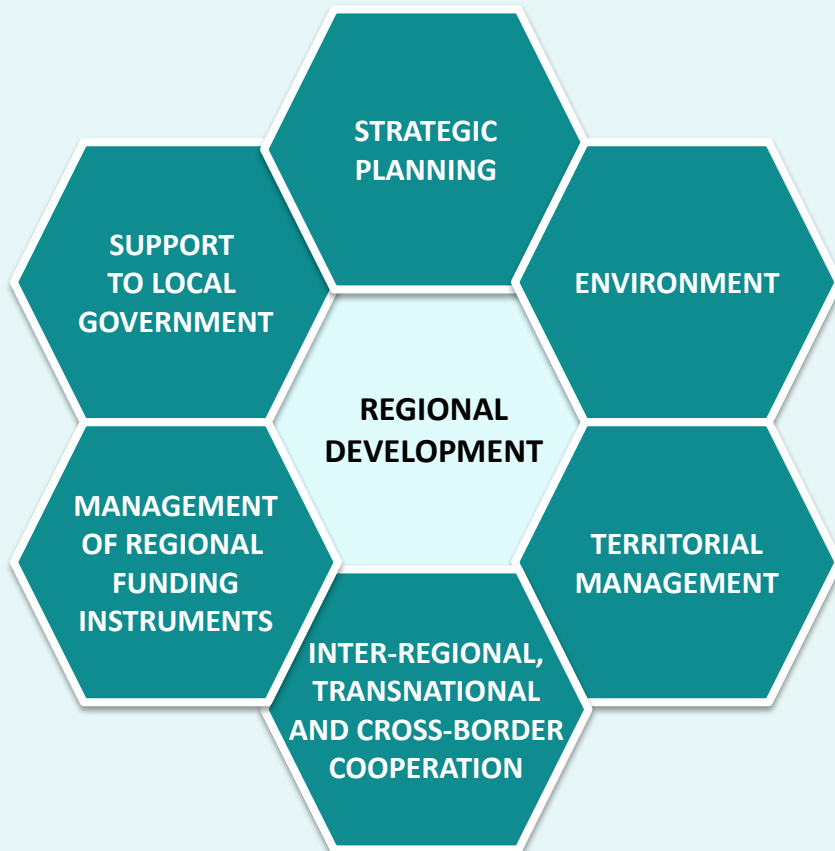 STRATEGIC
PLANNING
SUPPORT
TO LOCAL
GOVERNMENT
ENVIRONMENT
REGIONAL
DEVELOPMENT
MANAGEMENT
OF REGIONAL
FUNDING
INSTRUMENTS
TERRITORIAL
MANAGEMENT
INTER-REGIONAL,
TRANSNATIONAL
AND CROSS-BORDER
COOPERATION